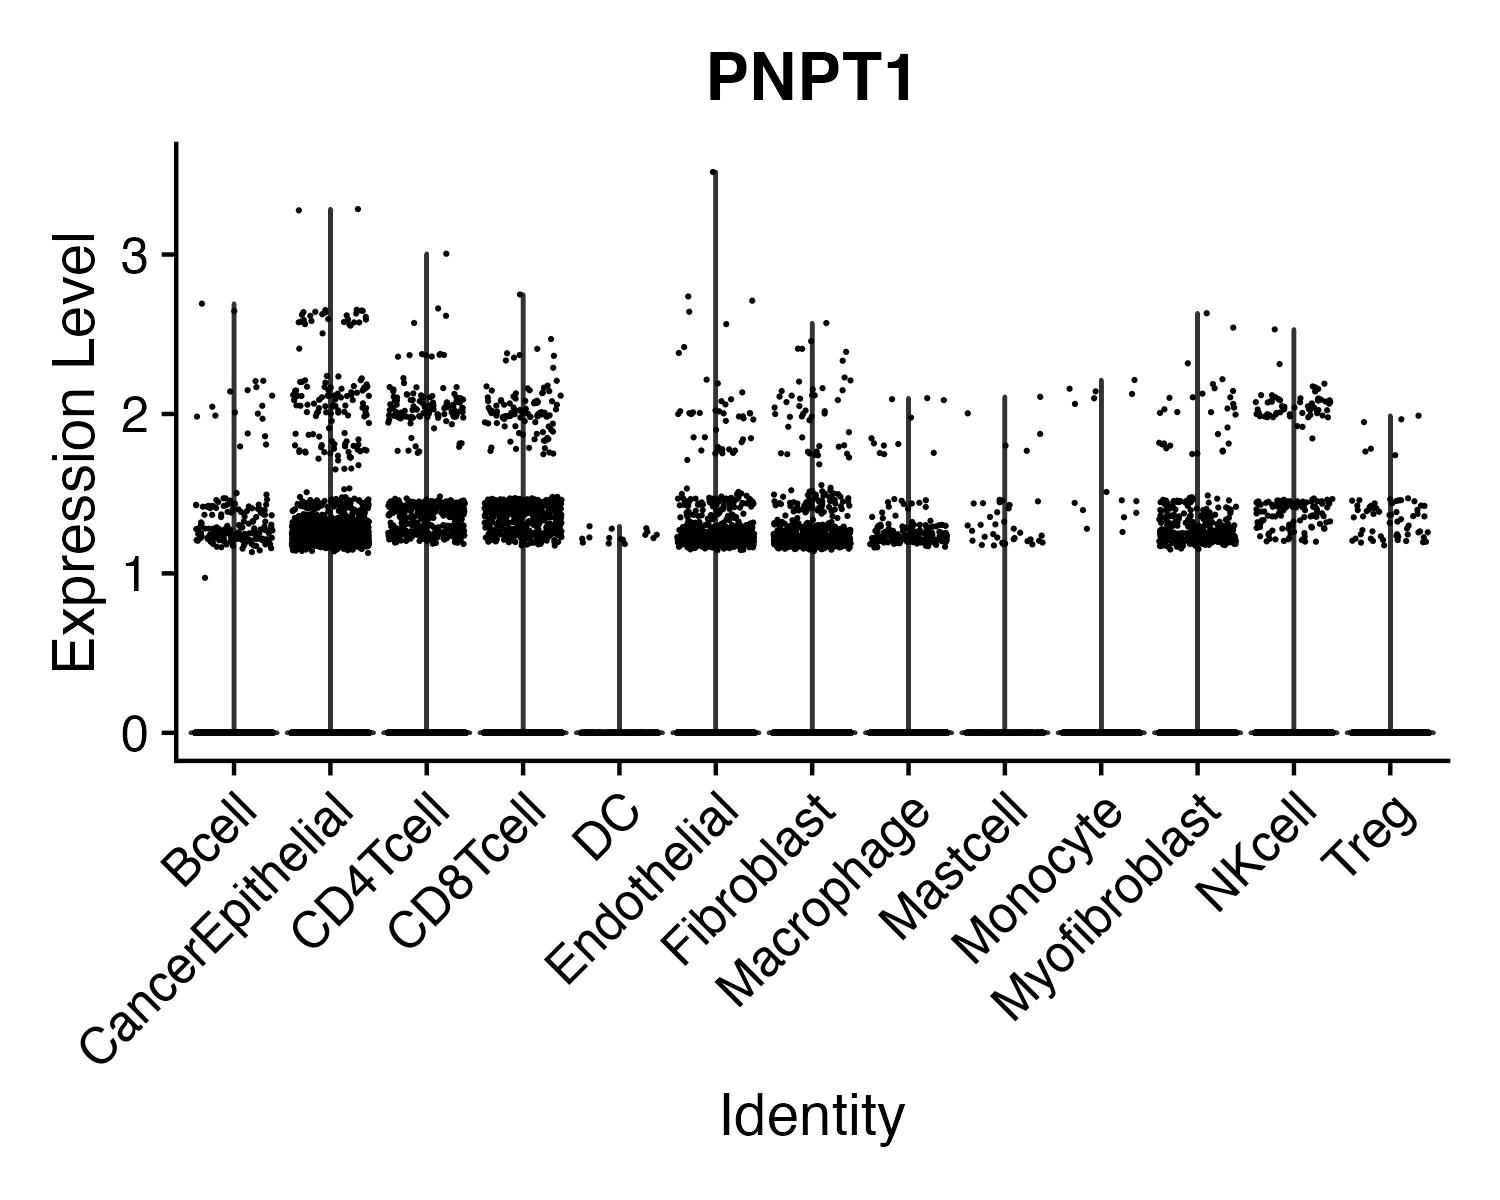 PNPT1
Expression Level
3
2
1
0
Bcell
CancerEpithelial
CD4Tcell
CD8Tcell
DC
Endothelial
Fibroblast
Macrophage
Mastcell
Monocyte
Myofibroblast
NKcell
Treg
Identity